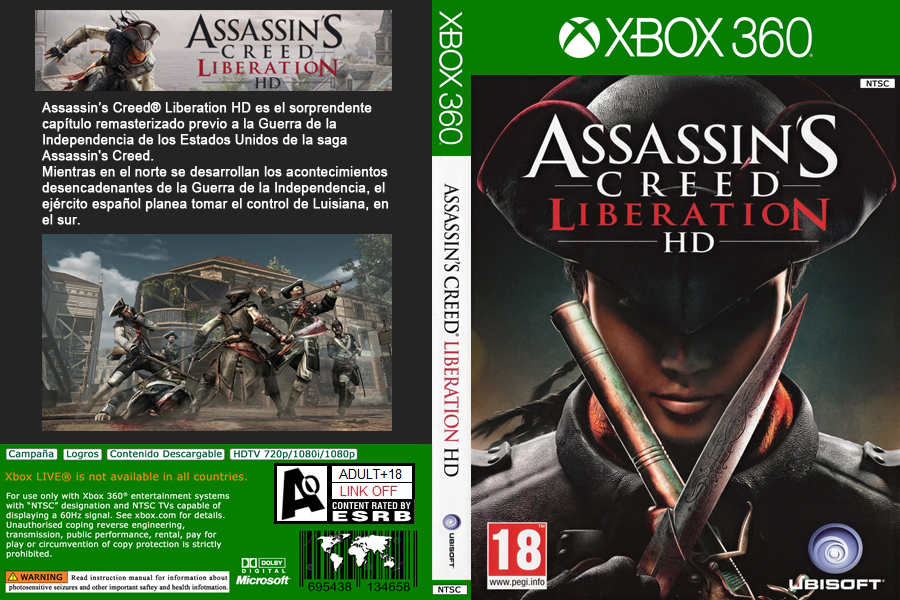 ASSASSIN'S
CREED
LIBERATION
HD
Assassin's Creed® Liberation HD es el sorprendente
capítulo remasterizado previo a la Guerra de la
Independencia de los Estados Unidos de la saga
Assassin's Creed.
Mientras en el norte se desarrollan los acontecimientos
desencadenantes de la Guerra de la Independencia, el
ejército español planea tomar el control de Luisiana, en
el sur.
Campaña Logros Contenido Descargable HDTV 720p/1080i/1080p
Xbox LIVE® is not available in all countries.
For use only with Xbox 360® entertainment systems
with "NTSC" designation and NTSC TVs capable of
displaying a 60Hz signal. See xbox.com for details.
Unauthorised coping reverse engineering,
transmission, public performance, rental, pay for
play or circumvention of copy protection is strictly
prohibited.
WARNING Read instruction manual for information about
photosensitive seizures and other important saftey and health infotmation.
DOLBY
DIGITAL
Microsoft
AO
ADULT+18
LINK OFF
CONTENT RATED BY
ESRB
695438 134658
XBOX 360
ASSASSIN'S CREED® LIBERATION HD
UBISOFT
NTSC
XBOX 360®
NTSC
ASSASSIN'S
CREED®
LIBERATION
HD
18™
www.pegi.info
UBISOFT®